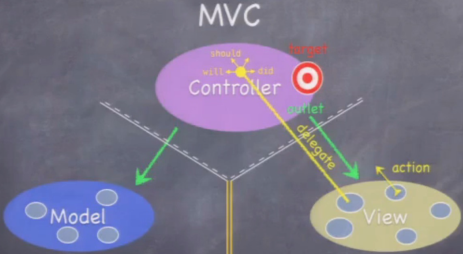 MVC
should
target
will
did
Controller
outlet
delegate
action
Model
View